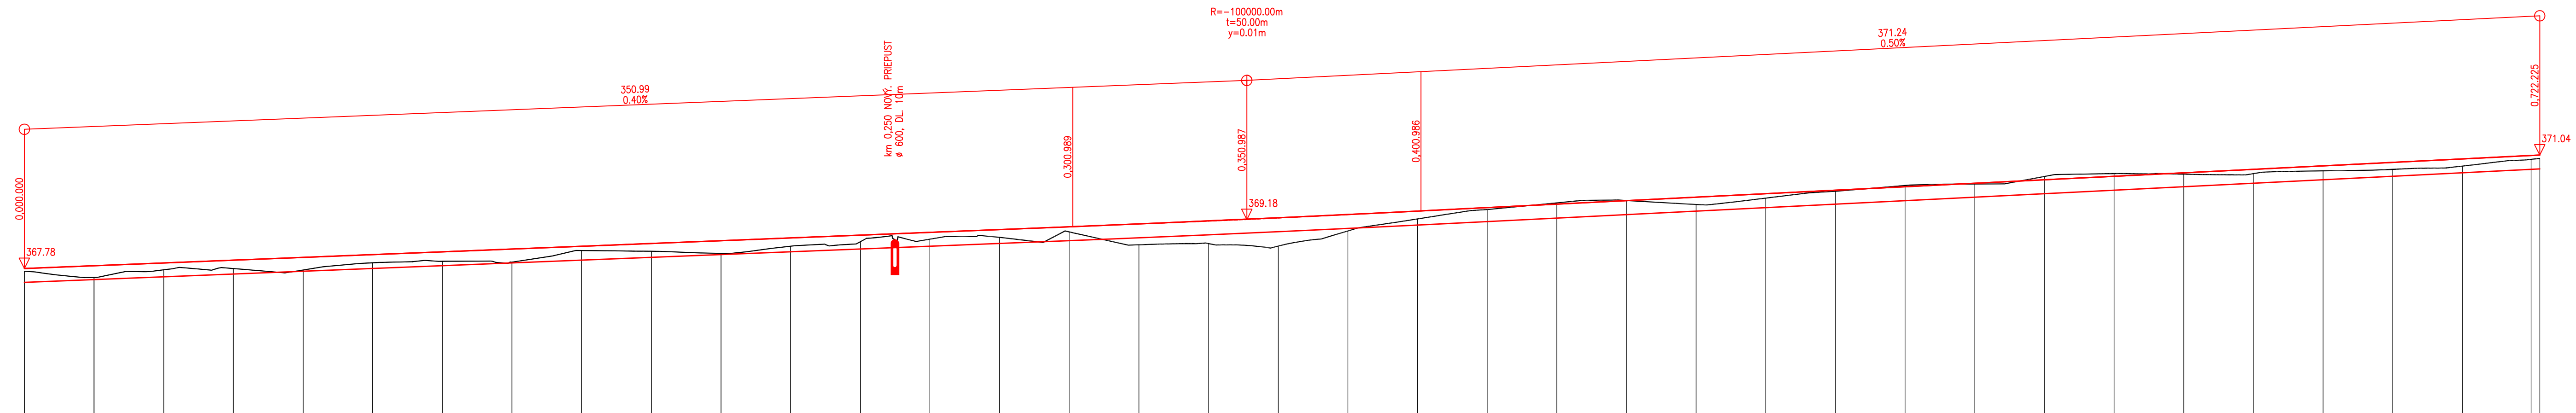 R=-100000.00m
t=50.00m
y=0.01m
371.24
0.50%
350.99
0.40%
km 0,250 NOVÝ. PRIEPUST
ø 600, DL. 10m
0,000.000
0,300.989
0,350.987
0,400.986
0,722.225
367.78
369.18
371.04